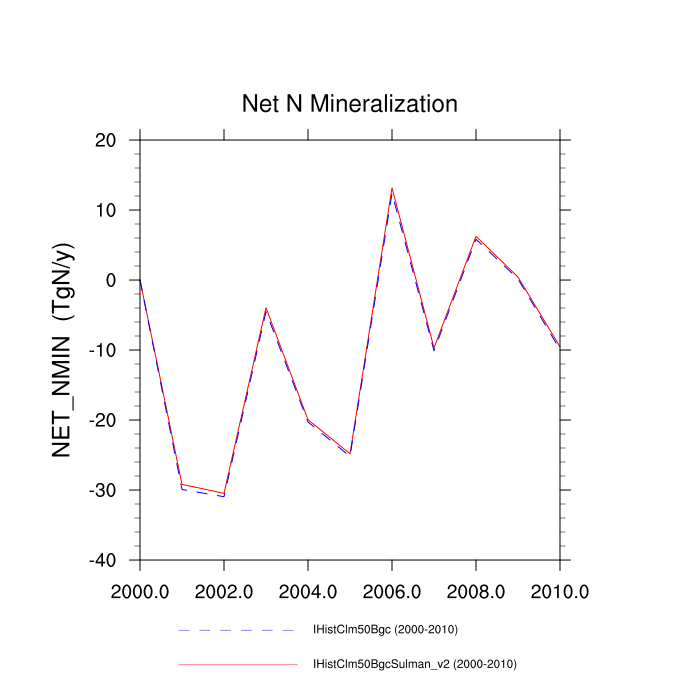 Net N Mineralization
NET_NMIN (TgN/y)
20
10
0
-10
-20
-30
-40
2000.0 2002.0 2004.0 2006.0 2008.0 2010.0
IHistClm50Bgc (2000-2010)
IHistClm50BgcSulman_v2 (2000-2010)